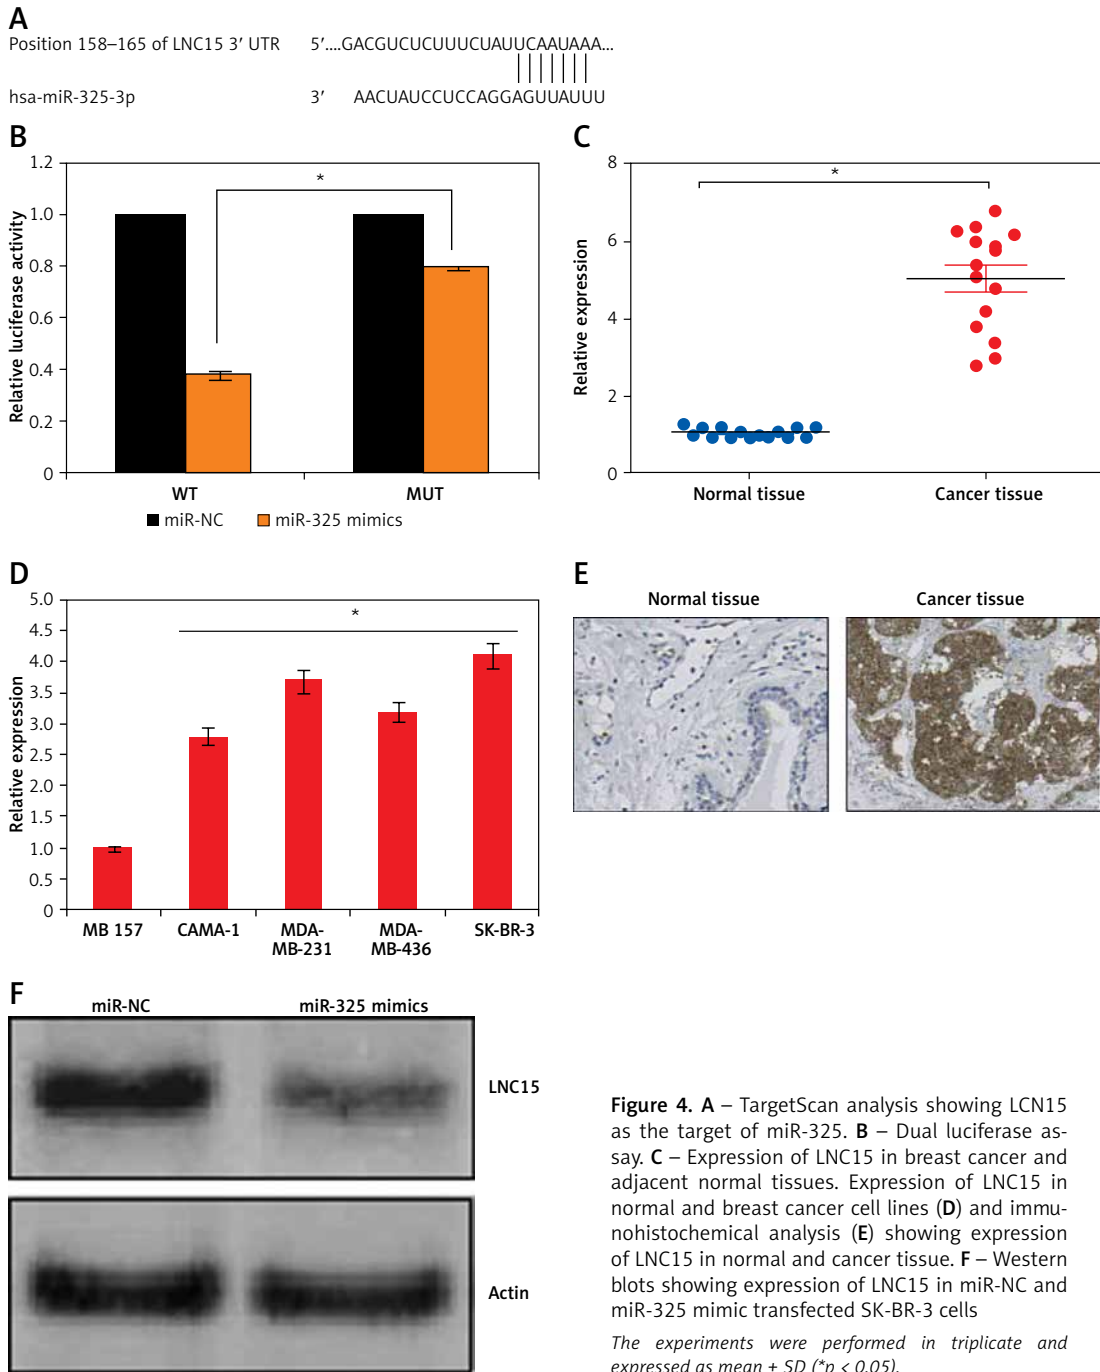 A
Position 158–165 of LNC15 3′ UTR 5′....GACGUCUCUUUCUAUUCAAUAAA...
hsa-miR-325-3p 3′ AACUAUCCUCCAGGAGUUAUUU
B
Relative luciferase activity
1.2
1.0
0.8
0.6
0.4
0.2
0
*
WT MUT
miR-NC miR-325 mimics
C
Relative expression
8
6
4
2
0
*
Normal tissue Cancer tissue
D
Relative expression
5.0
4.5
4.0
3.5
3.0
2.5
2.0
1.5
1.0
0.5
0
*
MB 157 CAMA-1 MDA-MB-231 MDA-MB-436 SK-BR-3
E
Normal tissue Cancer tissue
F
miR-NC miR-325 mimics
LNC15
Actin
Figure 4. A – TargetScan analysis showing LCN15
as the target of miR-325. B – Dual luciferase as-
say. C – Expression of LNC15 in breast cancer and
adjacent normal tissues. Expression of LNC15 in
normal and breast cancer cell lines (D) and immu-
nohistochemical analysis (E) showing expression
of LNC15 in normal and cancer tissue. F – Western
blots showing expression of LNC15 in miR-NC and
miR-325 mimic transfected SK-BR-3 cells
The experiments were performed in triplicate and
expressed as mean ± SD (*p < 0.05).